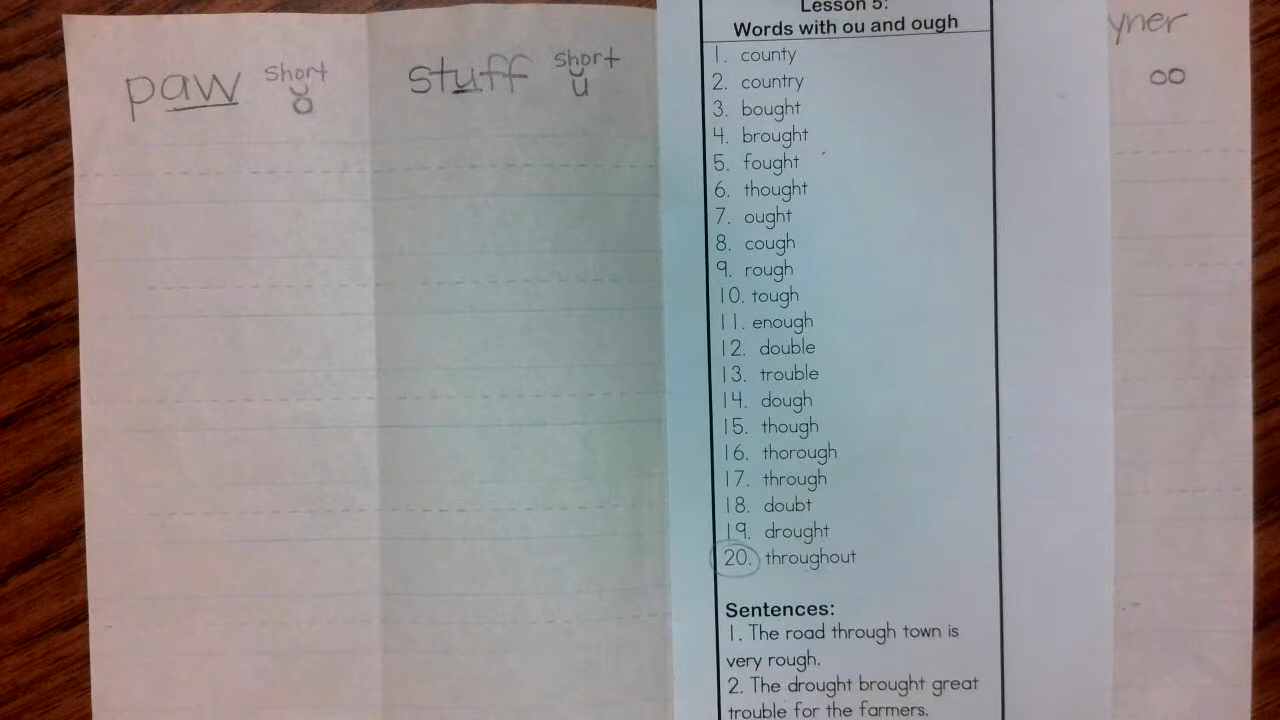 paw short
ŏ
stuff short
ŭ
Lesson 5:
Words with ou and ough
1. county
2. country
3. bought
4. brought
5. fought
6. thought
7. ought
8. cough
9. rough
10. tough
11. enough
12. double
13. trouble
14. dough
15. though
16. thorough
17. through
18. doubt
19. drought
20. throughout
Sentences:
1. The road through town is
very rough.
2. The drought brought great
trouble for the farmers.
yner
oo